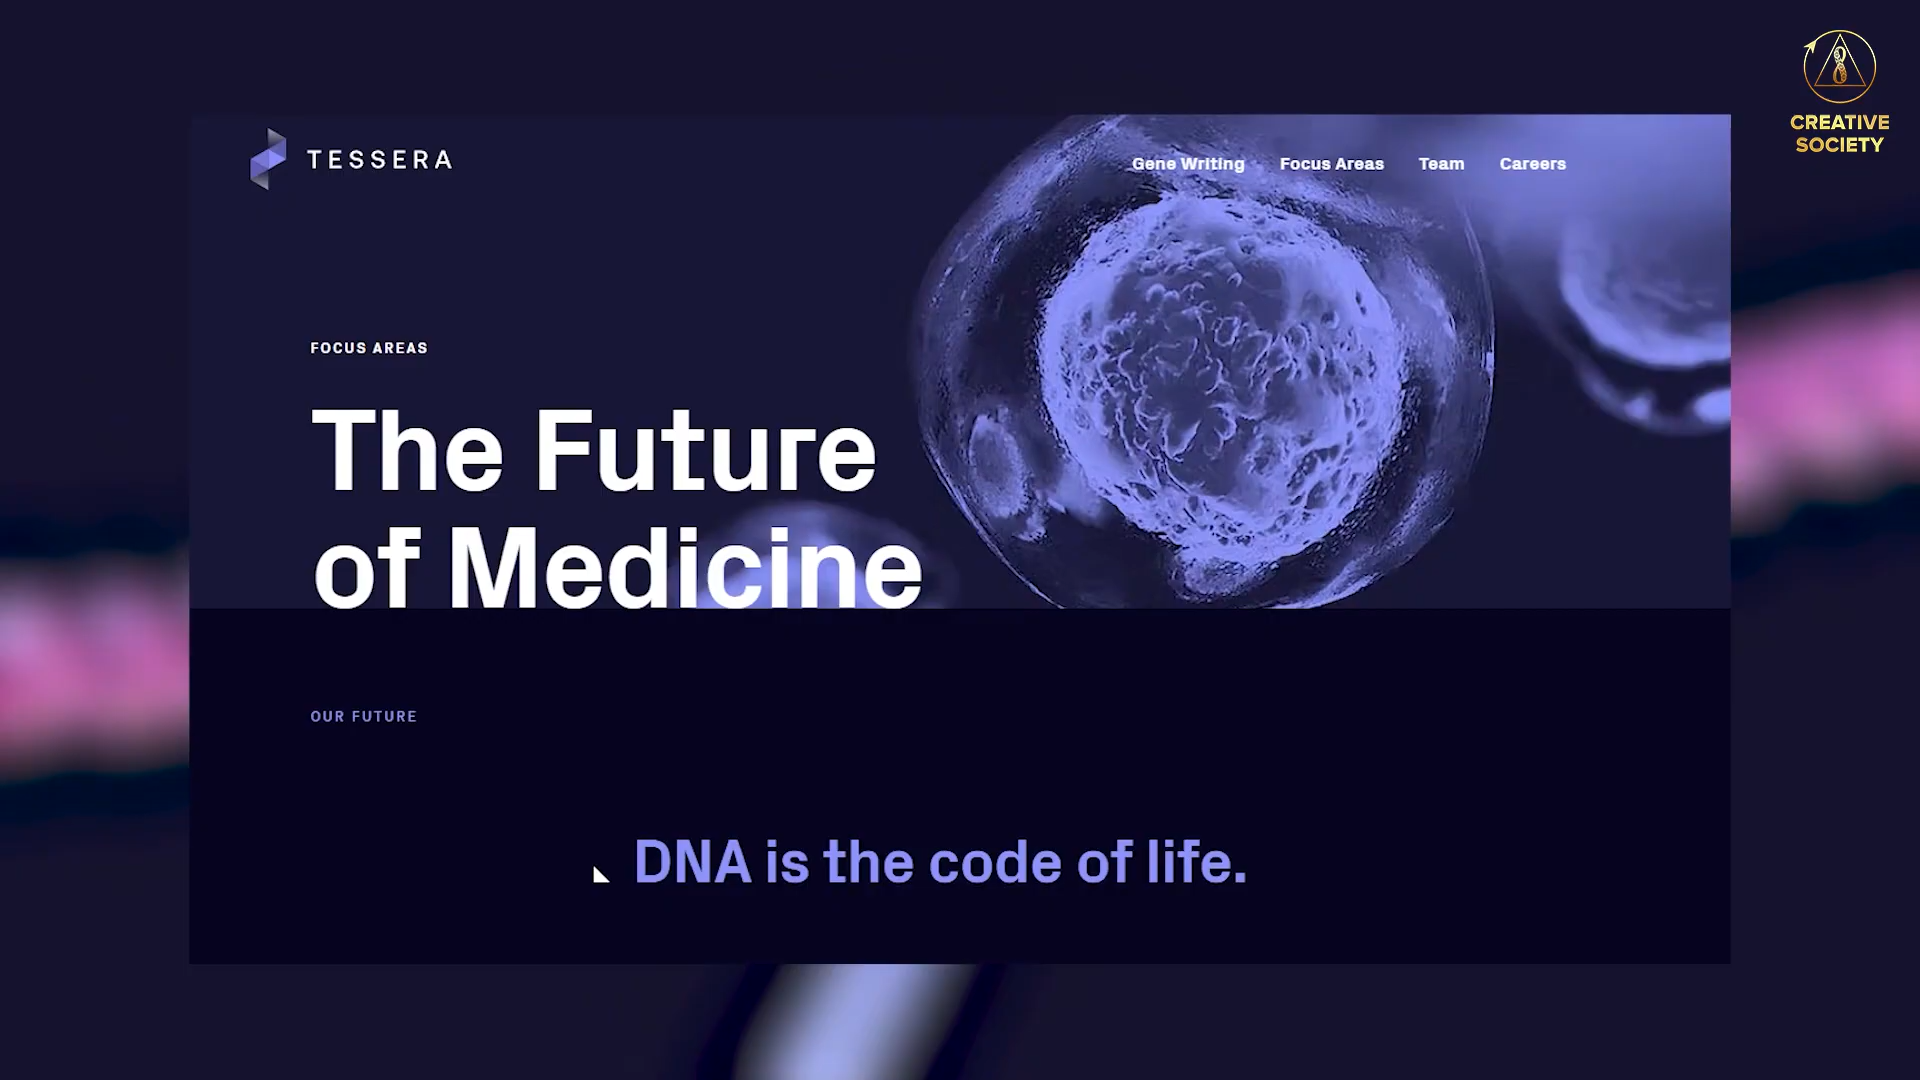 CREATIVE
SOCIETY
TESSERA
Gene Writing Focus Areas Team Careers
FOCUS AREAS
The Future
of Medicine
OUR FUTURE
DNA is the code of life.